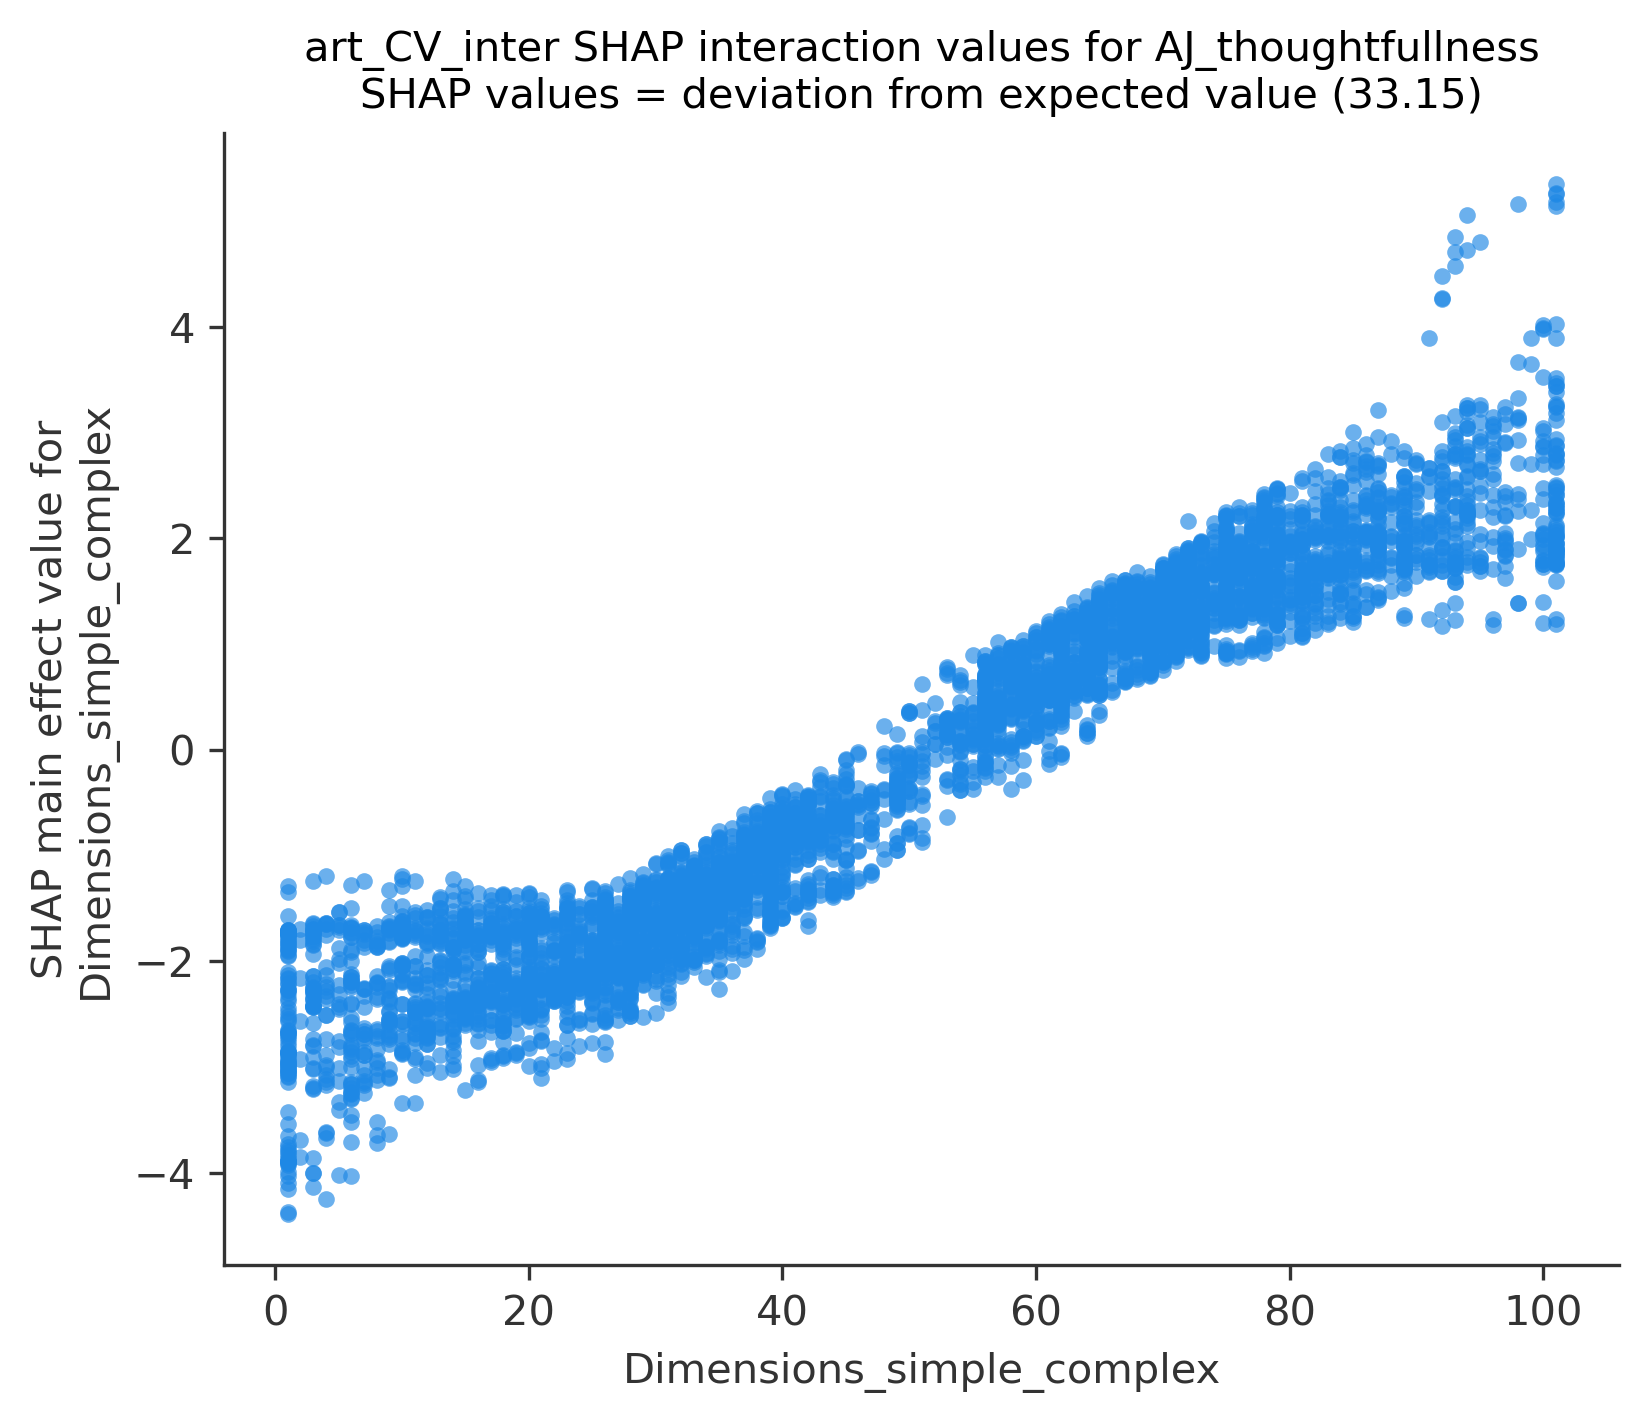 art_CV_inter SHAP interaction values for AJ_thoughtfullness
SHAP values = deviation from expected value (33.15)
SHAP main effect value for
Dimensions_simple_complex
4
2
0
−2
−4
0
20
40
60
80
100
Dimensions_simple_complex